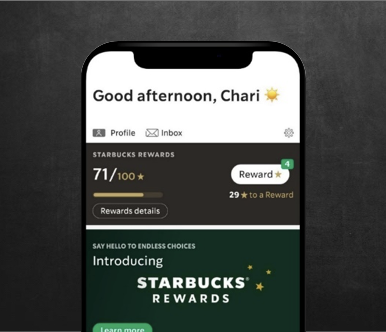 Good afternoon, Chari
Profile Inbox
STARBUCKS REWARDS
71/100
4
Reward
29 to a Reward
Rewards details
SAY HELLO TO ENDLESS CHOICES
Introducing
STARBUCKS®
REWARDS
Learn more